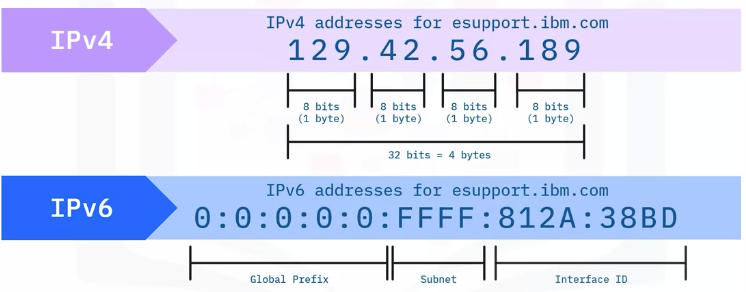 IPv4
IPv4 addresses for esupport.ibm.com
129.42.56.189
8 bits 8 bits 8 bits 8 bits
(1 byte) (1 byte) (1 byte) (1 byte)
32 bits = 4 bytes
IPv6
IPv6 addresses for esupport.ibm.com
0:0:0:0:0:FFFF:812A:38BD
Global Prefix Subnet Interface ID